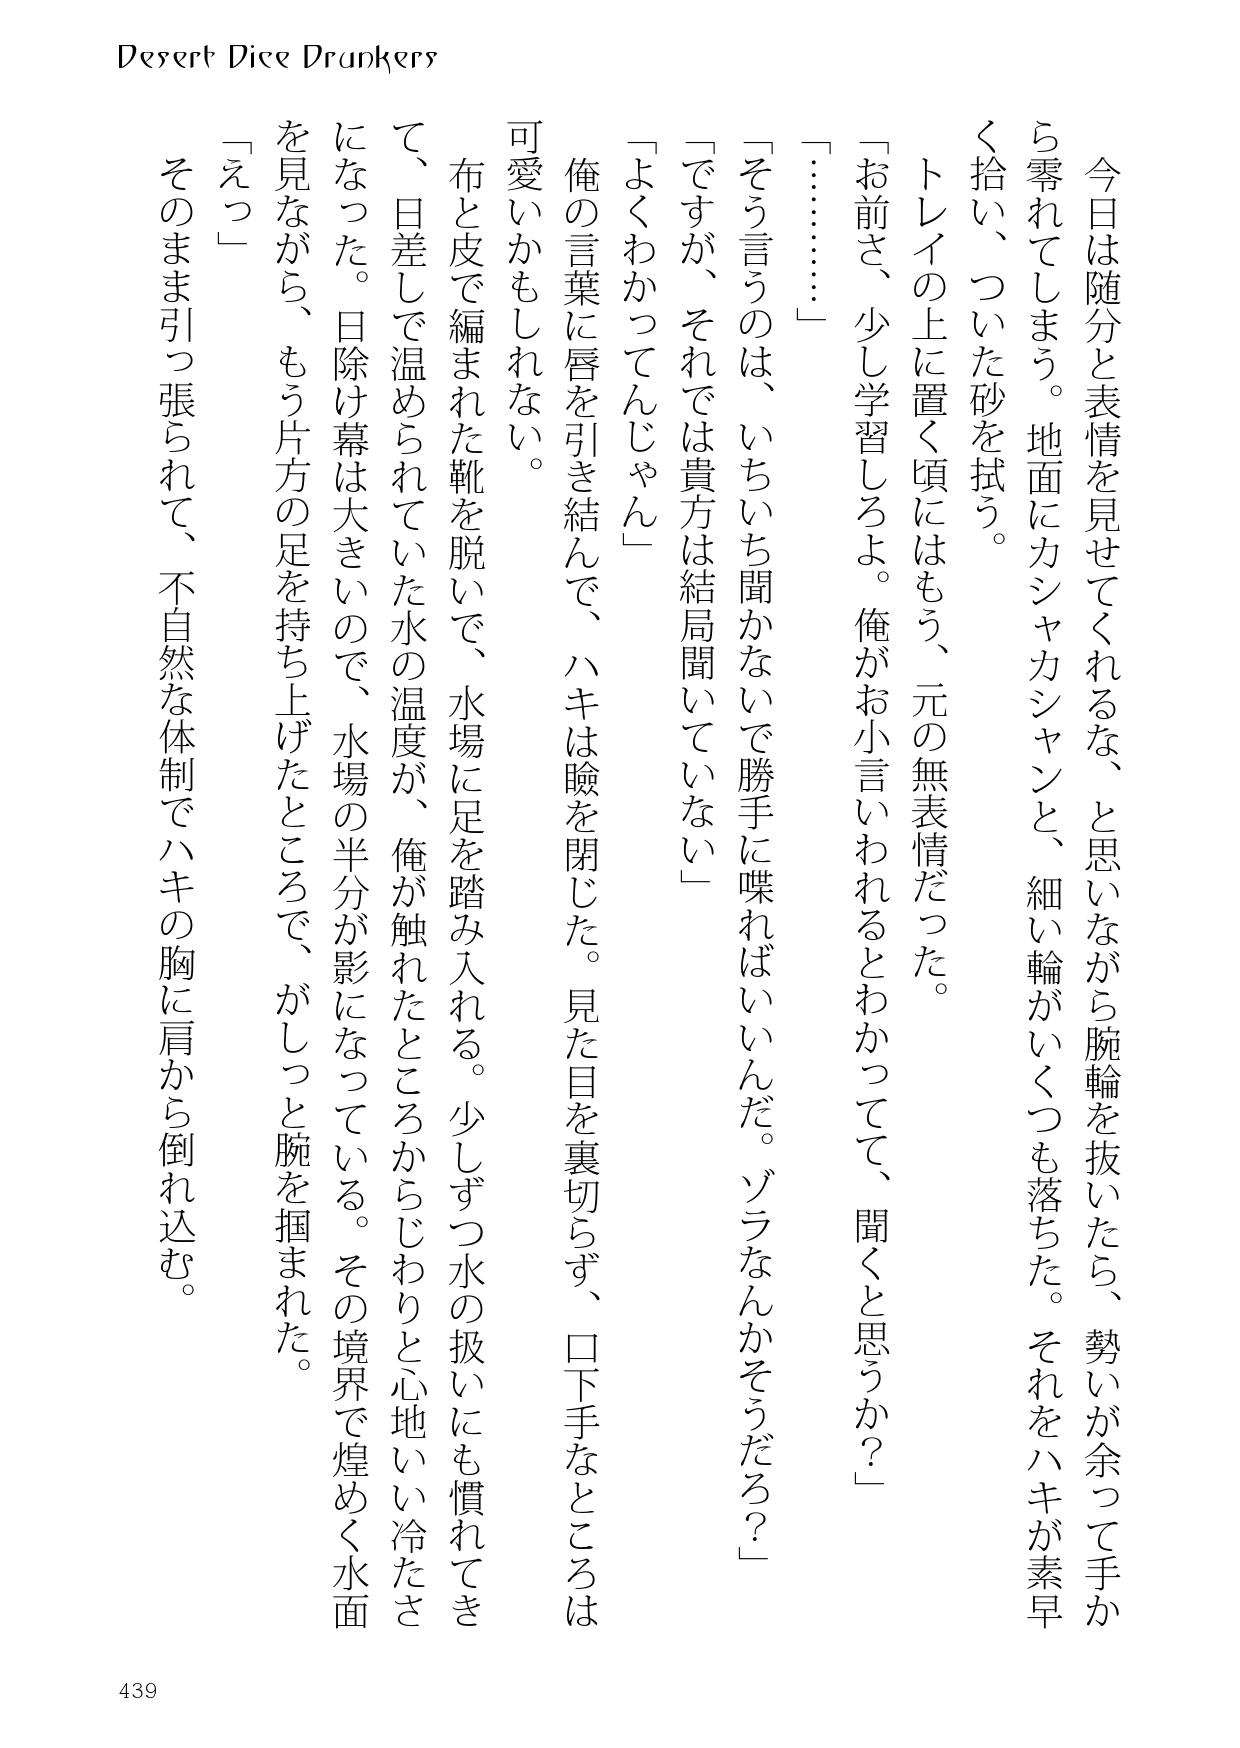 Desert Dice Drunkers
　今日は随分と表情を見せてくれるな、と思いながら腕輪を抜いたら、勢いが余って手か
ら零れてしまう。地面にカシャカシャンと、細い輪がいくつも落ちた。それをハキが素早
く拾い、ついた砂を拭う。
　トレイの上に置く頃にはもう、元の無表情だった。
「お前さ、少し学習しろよ。俺がお小言いわれるとわかってて、聞くと思うか？」
「…………」
「そう言うのは、いちいち聞かないで勝手に喋ればいいんだ。ゾラなんかそうだろ？」
「ですが、それでは貴方は結局聞いていない」
「よくわかってんじゃん」
　俺の言葉に唇を引き結んで、ハキは瞼を閉じた。見た目を裏切らず、口下手なところは
可愛いかもしれない。
　布と皮で編まれた靴を脱いで、水場に足を踏み入れる。少しずつ水の扱いにも慣れてき
て、日差しで温められていた水の温度が、俺が触れたところからじわりと心地いい冷たさ
になった。日除け幕は大きいので、水場の半分が影になっている。その境界で煌めく水面
を見ながら、もう片方の足を持ち上げたところで、がしっと腕を掴まれた。
「えっ」
　そのまま引っ張られて、不自然な体制でハキの胸に肩から倒れ込む。
439